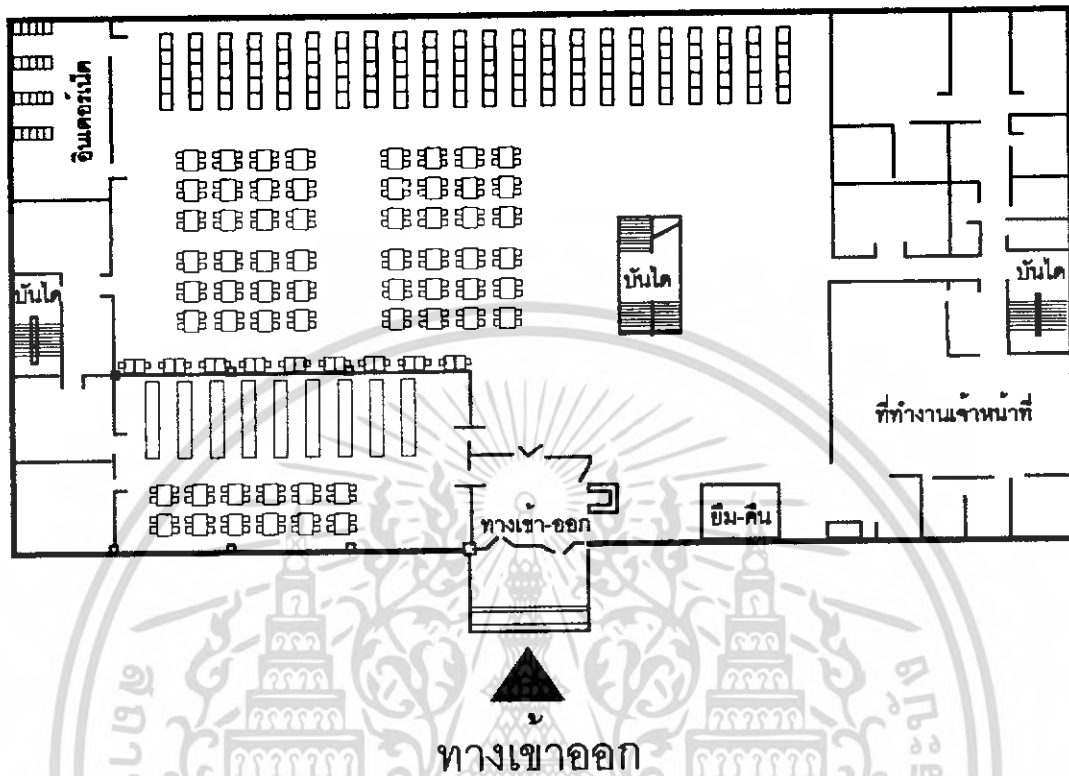 อินเตอร์เน็ต
บันได
บันได
บันได
ที่ทำงานเจ้าหน้าที่
ทางเข้า-ออก
ยืม-คืน
ทางเข้าออก